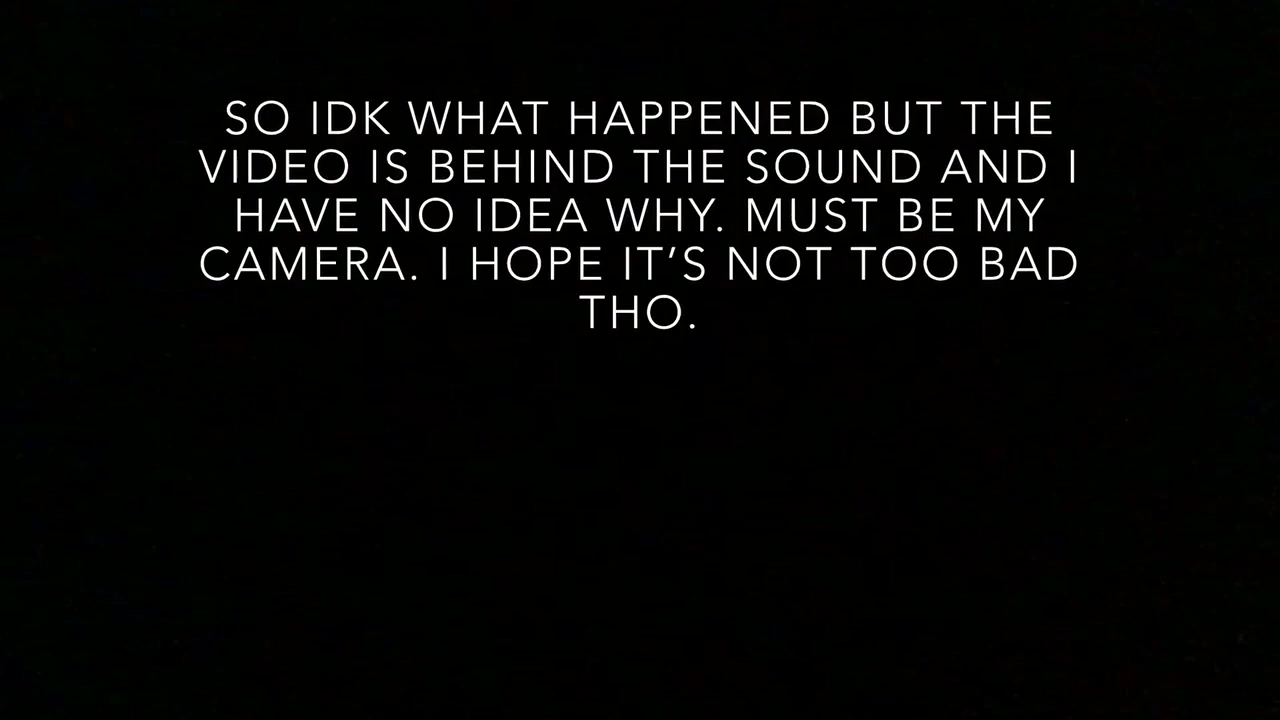 SO IDK WHAT HAPPENED BUT THE
VIDEO IS BEHIND THE SOUND AND I
HAVE NO IDEA WHY. MUST BE MY
CAMERA. I HOPE IT’S NOT TOO BAD
THO.